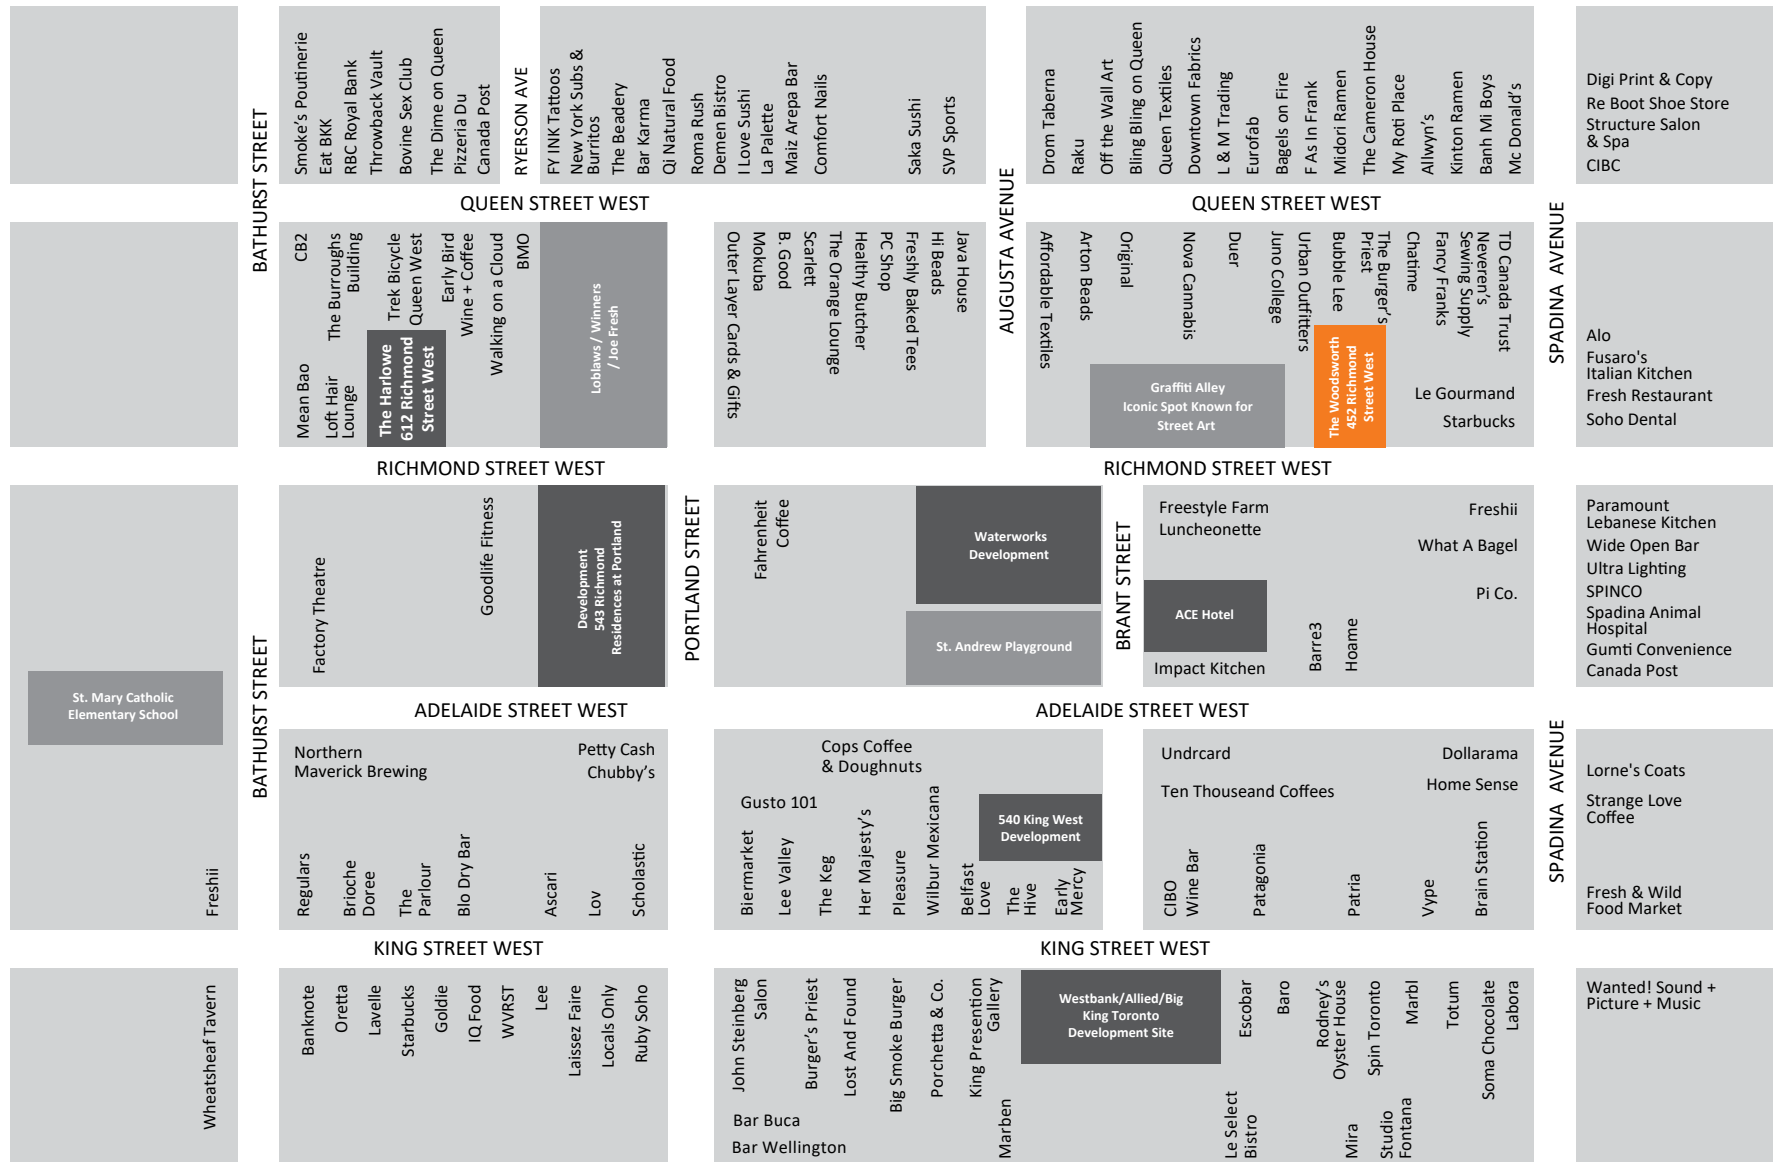 Smoke's Poutinerie
Eat BKK
RBC Royal Bank
Throwback Vault
Bovine Sex Club
The Dime on Queen
Pizzeria Du
Canada Post
RYERSON AVE
FY INK Tattoos
New York Subs &
Burritos
The Beadery
Bar Karma
Qi Natural Food
Roma Rush
Demen Bistro
I Love Sushi
La Palette
Maiz Arepa Bar
Comfort Nails
Saka Sushi
SVP Sports
Drom Taberna
Raku
Off the Wall Art
Bling Bling on Queen
Queen Textiles
Downtown Fabrics
L & M Trading
Eurofab
Bagels on Fire
F As In Frank
Midori Ramen
The Cameron House
My Roti Place
Allwyn's
Kinton Ramen
Banh Mi Boys
Mc Donald's
Digi Print & Copy
Re Boot Shoe Store
Structure Salon
& Spa
CIBC
BATHURST STREET
QUEEN STREET WEST
AUGUSTA AVENUE
QUEEN STREET WEST
SPADINA AVENUE
CB2
The Burroughs
Building
Trek Bicycle
Queen West
Early Bird
Wine + Coffee
Walking on a Cloud
BMO
Mean Bao
Loft Hair
Lounge
The Harlowe
612 Richmond
Street West
Loblaws / Winners
/ Joe Fresh
Outer Layer Cards & Gifts
Mokuba
B. Good
Scarlett
The Orange Lounge
Healthy Butcher
PC Shop
Freshly Baked Tees
Hi Beads
Java House
Affordable Textiles
Arton Beads
Original
Nova Cannabis
Duer
Juno College
Urban Outfitters
Bubble Lee
The Burger's
Priest
Chatime
Fancy Franks
Neveren's
Sewing Supply
TD Canada Trust
Graffiti Alley
Iconic Spot Known for
Street Art
The Woodsworth
452 Richmond
Street West
Le Gourmand
Starbucks
Alo
Fusaro's
Italian Kitchen
Fresh Restaurant
Soho Dental
RICHMOND STREET WEST
RICHMOND STREET WEST
Factory Theatre
Goodlife Fitness
Development
543 Richmond
Residences at Portland
PORTLAND STREET
Fahrenheit
Coffee
Waterworks
Development
St. Andrew Playground
BRANT STREET
Freestyle Farm
Luncheonette
Freshii
What A Bagel
Pi Co.
ACE Hotel
Impact Kitchen
Barre3
Hoame
Paramount
Lebanese Kitchen
Wide Open Bar
Ultra Lighting
SPINCO
Spadina Animal
Hospital
Gumti Convenience
Canada Post
St. Mary Catholic
Elementary School
BATHURST STREET
ADELAIDE STREET WEST
ADELAIDE STREET WEST
SPADINA AVENUE
Freshii
Northern
Maverick Brewing
Petty Cash
Chubby's
Regulars
Brioche
Doree
The
Parlour
Blo Dry Bar
Ascari
Lov
Scholastic
Cops Coffee
& Doughnuts
Gusto 101
540 King West
Development
Biermarket
Lee Valley
The Keg
Her Majesty's
Pleasure
Wilbur Mexicana
Belfast
Love
The
Hive
Early
Mercy
Undrcard
Dollarama
Home Sense
Ten Thouseand Coffees
CIBO
Wine Bar
Patagonia
Patria
Vype
Brain Station
Lorne's Coats
Strange Love
Coffee
Fresh & Wild
Food Market
KING STREET WEST
KING STREET WEST
Wheatsheaf Tavern
Banknote
Oretta
Lavelle
Starbucks
Goldie
IQ Food
WVRST
Lee
Laissez Faire
Locals Only
Ruby Soho
John Steinberg
Salon
Burger's Priest
Lost And Found
Big Smoke Burger
Porchetta & Co.
King Presention
Gallery
Marben
Bar Buca
Bar Wellington
Westbank/Allied/Big
King Toronto
Development Site
Escobar
Baro
Rodney's
Oyster House
Spin Toronto
Marbl
Totum
Soma Chocolate
Labora
Le Select
Bistro
Mira
Studio
Fontana
Wanted! Sound +
Picture + Music